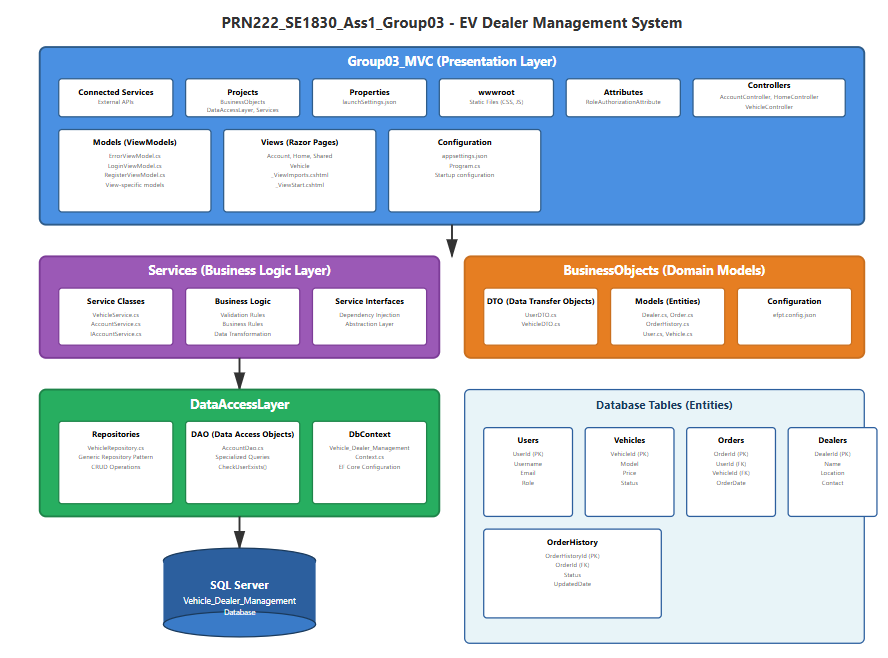 PRN222_SE1830_Ass1_Group03 - EV Dealer Management System
Group03_MVC (Presentation Layer)
Connected Services
External APIs
Projects
BusinessObjects
DataAccessLayer, Services
Properties
launchSettings.json
wwwroot
Static Files (CSS, JS)
Attributes
RoleAuthorizationAttribute
Controllers
AccountController, HomeController
VehicleController
Models (ViewModels)
ErrorViewModel.cs
LoginViewModel.cs
RegisterViewModel.cs
View-specific models
Views (Razor Pages)
Account, Home, Shared
Vehicle
_ViewImports.cshtml
_ViewStart.cshtml
Configuration
appsettings.json
Program.cs
Startup configuration
Services (Business Logic Layer)
Service Classes
VehicleService.cs
AccountService.cs
IAccountService.cs
Business Logic
Validation Rules
Business Rules
Data Transformation
Service Interfaces
Dependency Injection
Abstraction Layer
BusinessObjects (Domain Models)
DTO (Data Transfer Objects)
UserDTO.cs
VehicleDTO.cs
Models (Entities)
Dealer.cs, Order.cs
OrderHistory.cs
User.cs, Vehicle.cs
Configuration
efpt.config.json
DataAccessLayer
Repositories
VehicleRepository.cs
Generic Repository Pattern
CRUD Operations
DAO (Data Access Objects)
AccountDao.cs
Specialized Queries
CheckUserExists()
DbContext
Vehicle_Dealer_Management
Context.cs
EF Core Configuration
Database Tables (Entities)
Users
UserId (PK)
Username
Email
Role
Vehicles
VehicleId (PK)
Model
Price
Status
Orders
OrderId (PK)
UserId (FK)
VehicleId (FK)
OrderDate
Dealers
DealerId (PK)
Name
Location
Contact
OrderHistory
OrderHistoryId (PK)
OrderId (FK)
Status
UpdatedDate
SQL Server
Vehicle_Dealer_Management
Database